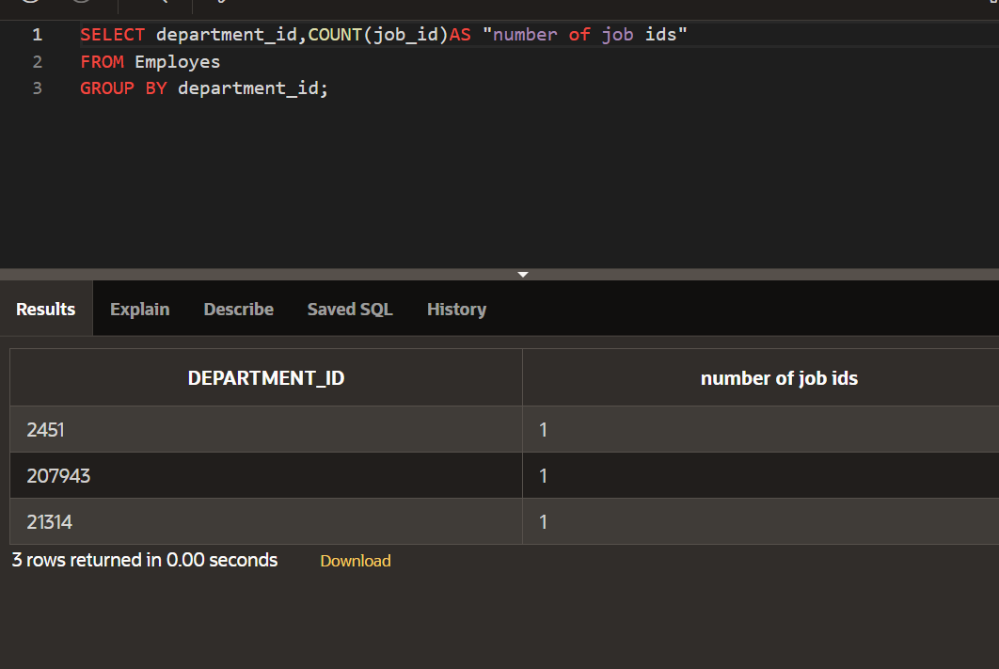 1 SELECT department_id,COUNT(job_id)AS "number of job ids"
2 FROM Employes
3 GROUP BY department_id;
Results Explain Describe Saved SQL History
DEPARTMENT_ID number of job ids
2451 1
207943 1
21314 1
3 rows returned in 0.00 seconds Download